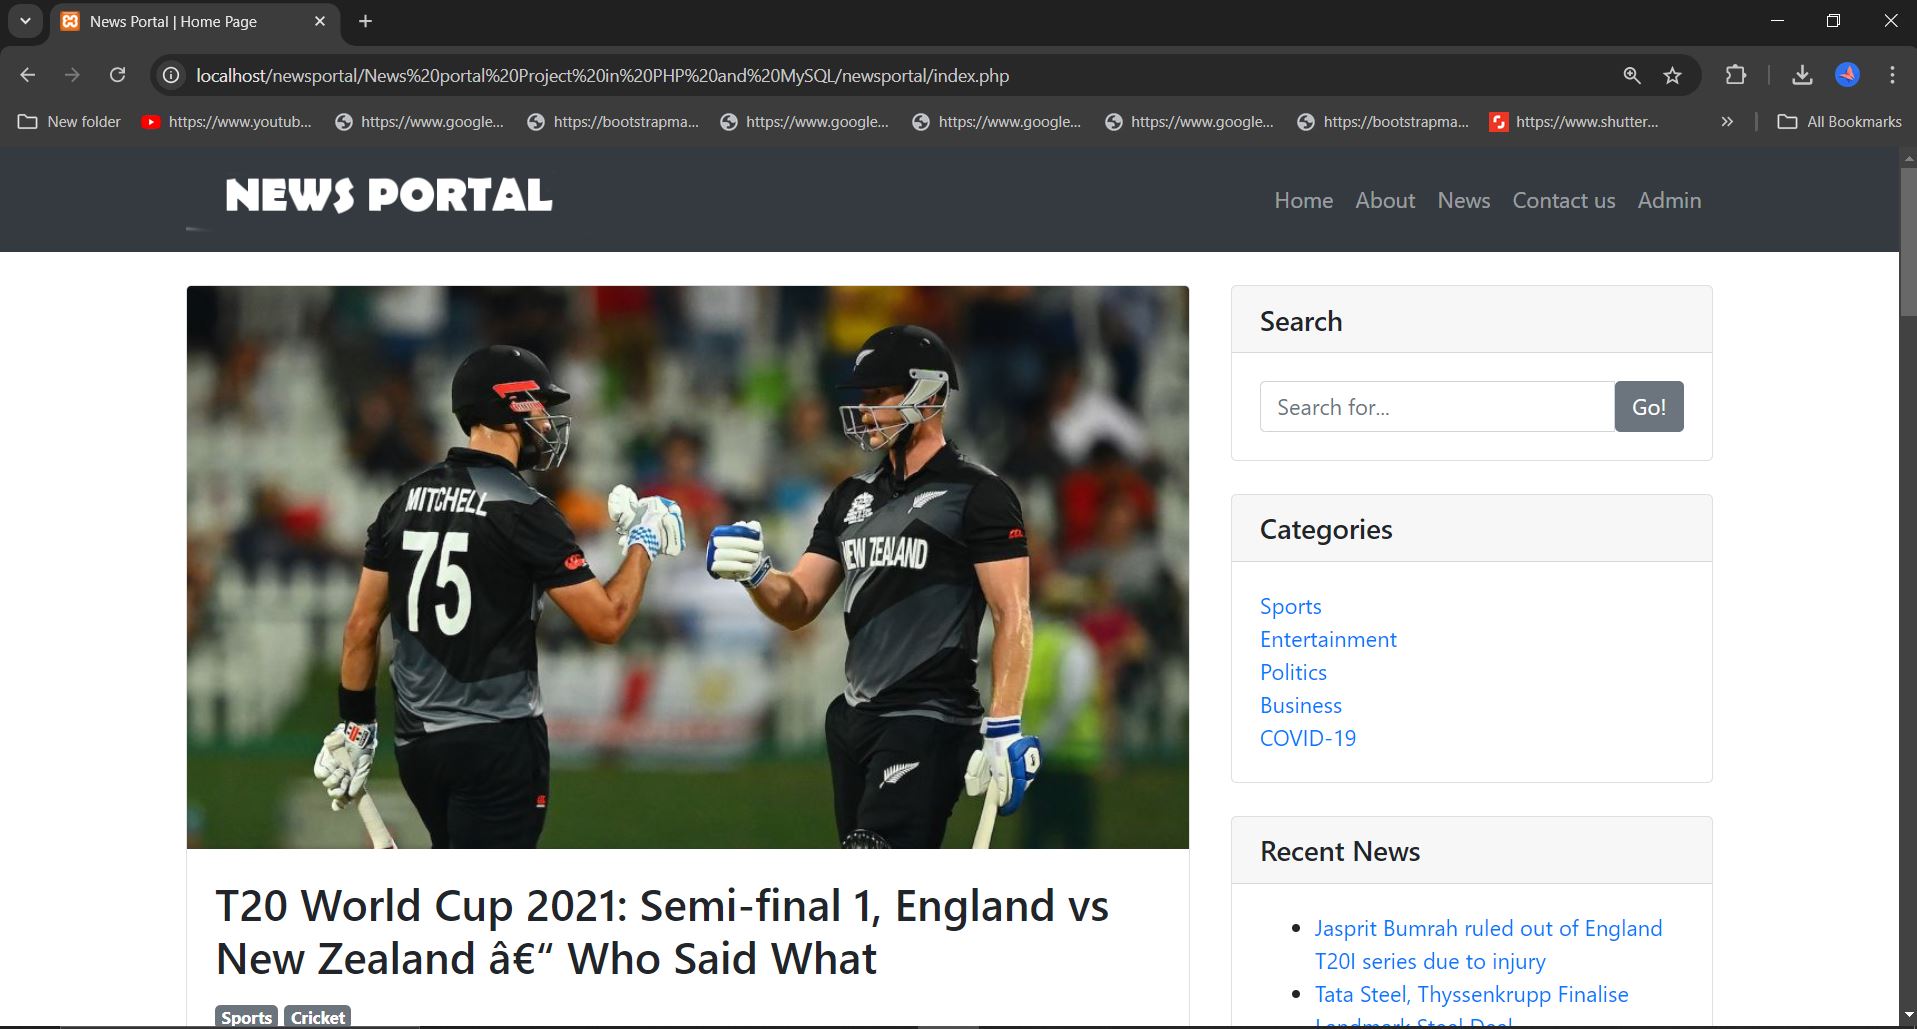 News Portal | Home Page
localhost/newsportal/News%20portal%20Project%20in%20PHP%20and%20MySQL/newsportal/index.php
New folder
https://www.youtub...
https://www.google...
https://bootstrapma...
https://www.google...
https://www.google...
https://www.google...
https://bootstrapma...
https://www.shutter...
All Bookmarks
NEWS PORTAL
Home About News Contact us Admin
MITCHELL
75
NEW ZEALAND
T20 World Cup 2021: Semi-final 1, England vs
New Zealand â€“ Who Said What
Sports Cricket
Search
Search for...
Go!
Categories
Sports
Entertainment
Politics
Business
COVID-19
Recent News
Jasprit Bumrah ruled out of England
T20I series due to injury
Tata Steel, Thyssenkrupp Finalise
Landmark Steel Deal